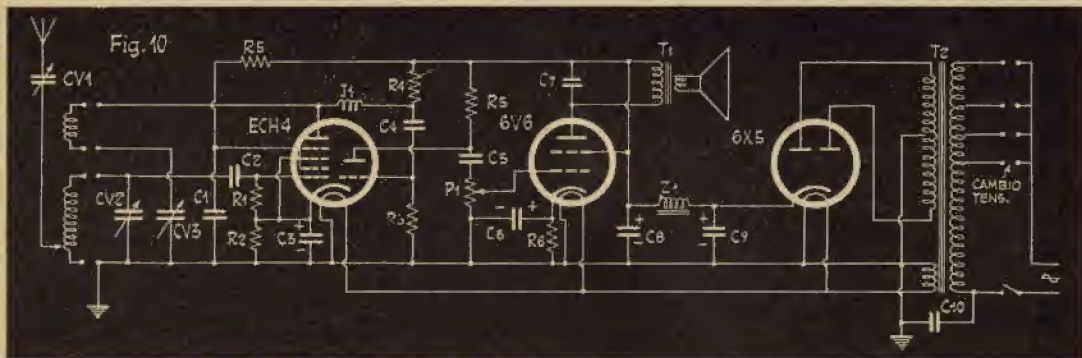 Fig. 10
CV1
R5
ECH4
J1
R4
C4
R5
C7
6V6
T1
6X5
T2
CV2
CV3
C1
C2
R1
R2
C3
R3
C5
P1
C6
R6
C8
Z1
C9
CAMBIO
TENS.
C10